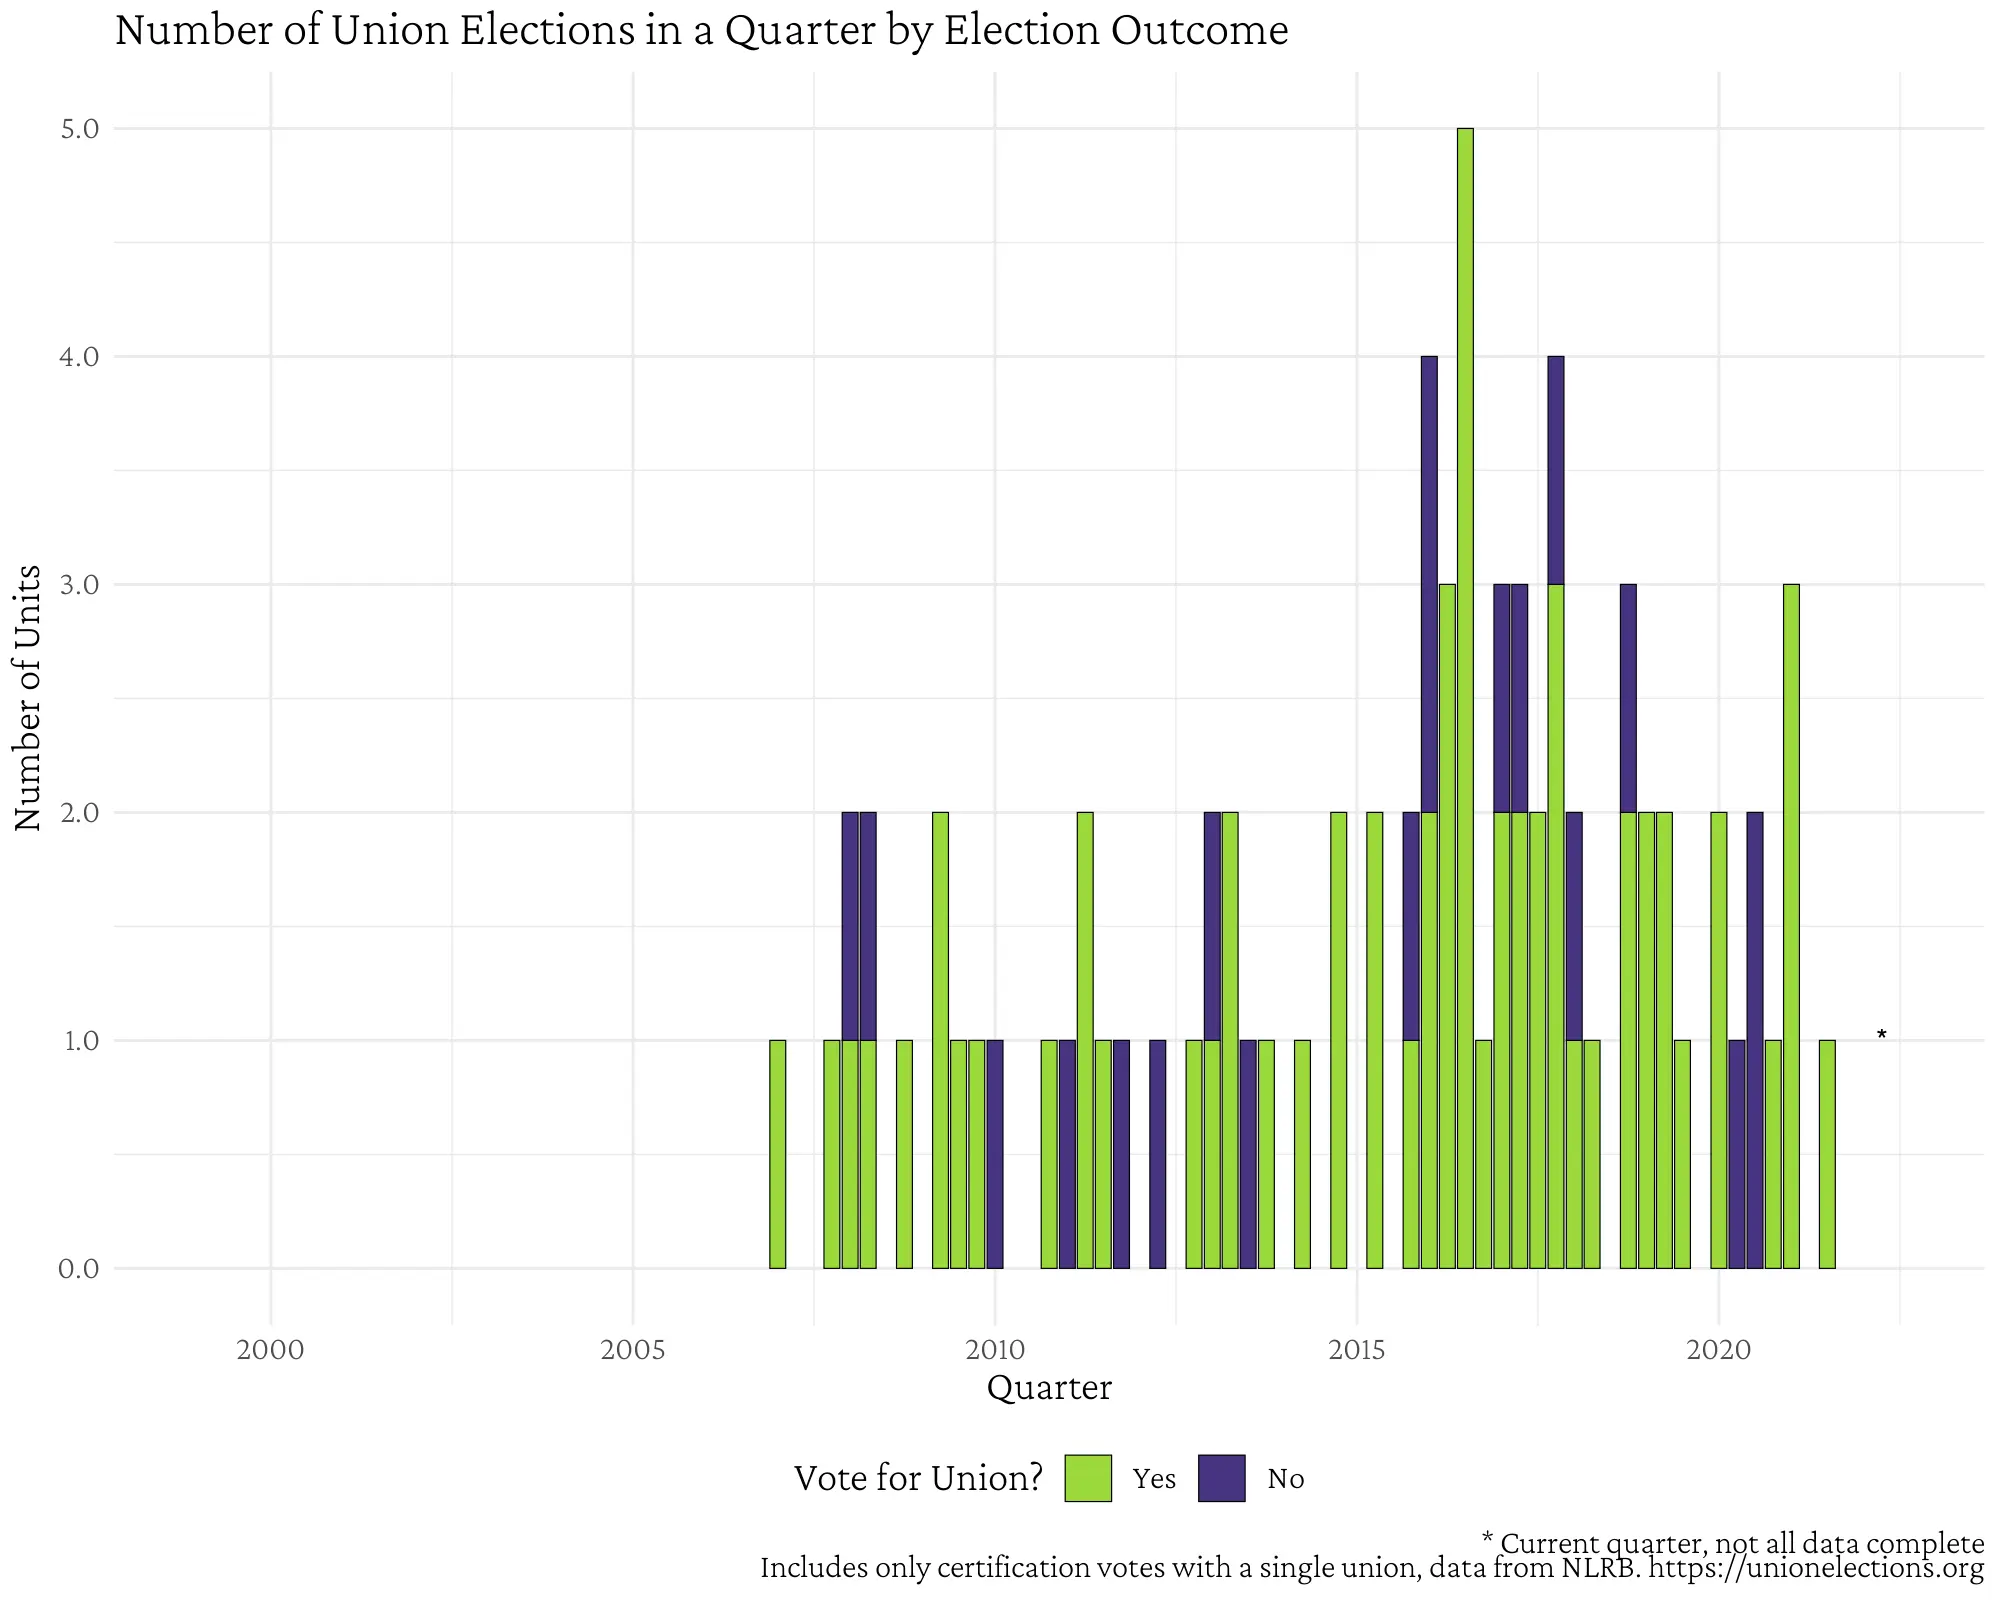 Number of Union Elections in a Quarter by Election Outcome
Number of Units
5.0
4.0
3.0
2.0
1.0
0.0
*
2000 2005 2010 2015 2020
Quarter
Vote for Union? Yes No
* Current quarter, not all data complete
Includes only certification votes with a single union, data from NLRB. https://unionelections.org